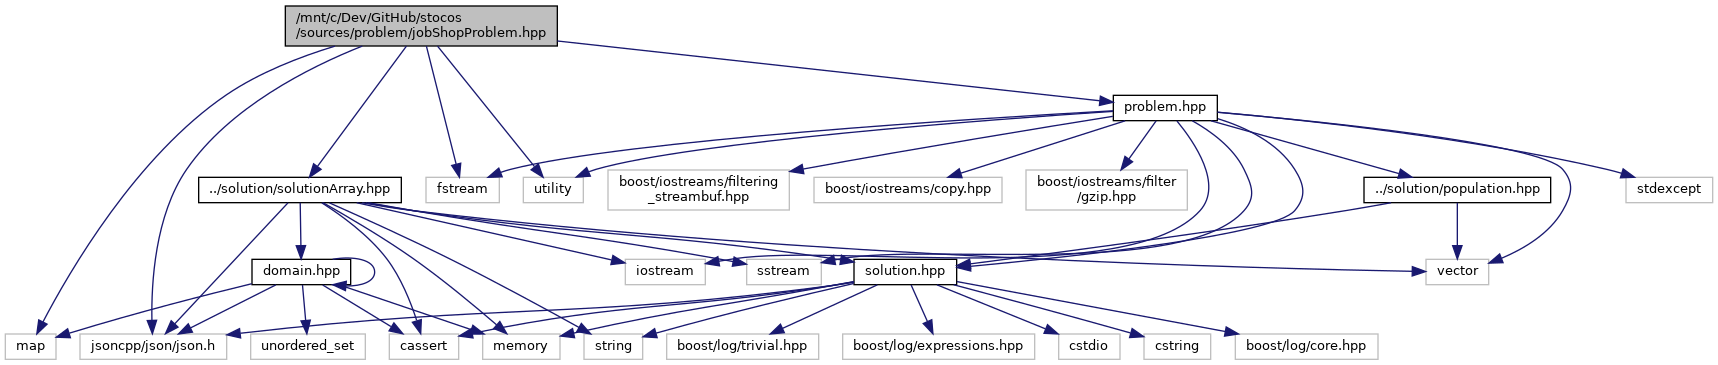 /mnt/c/Dev/GitHub/stocos
/sources/problem/jobShopProblem.hpp
problem.hpp
../solution/solutionArray.hpp
fstream
utility
boost/iostreams/filtering
_streambuf.hpp
boost/iostreams/copy.hpp
boost/iostreams/filter
/gzip.hpp
../solution/population.hpp
stdexcept
domain.hpp
iostream
sstream
solution.hpp
vector
map
jsoncpp/json/json.h
unordered_set
cassert
memory
string
boost/log/trivial.hpp
boost/log/expressions.hpp
cstdio
cstring
boost/log/core.hpp